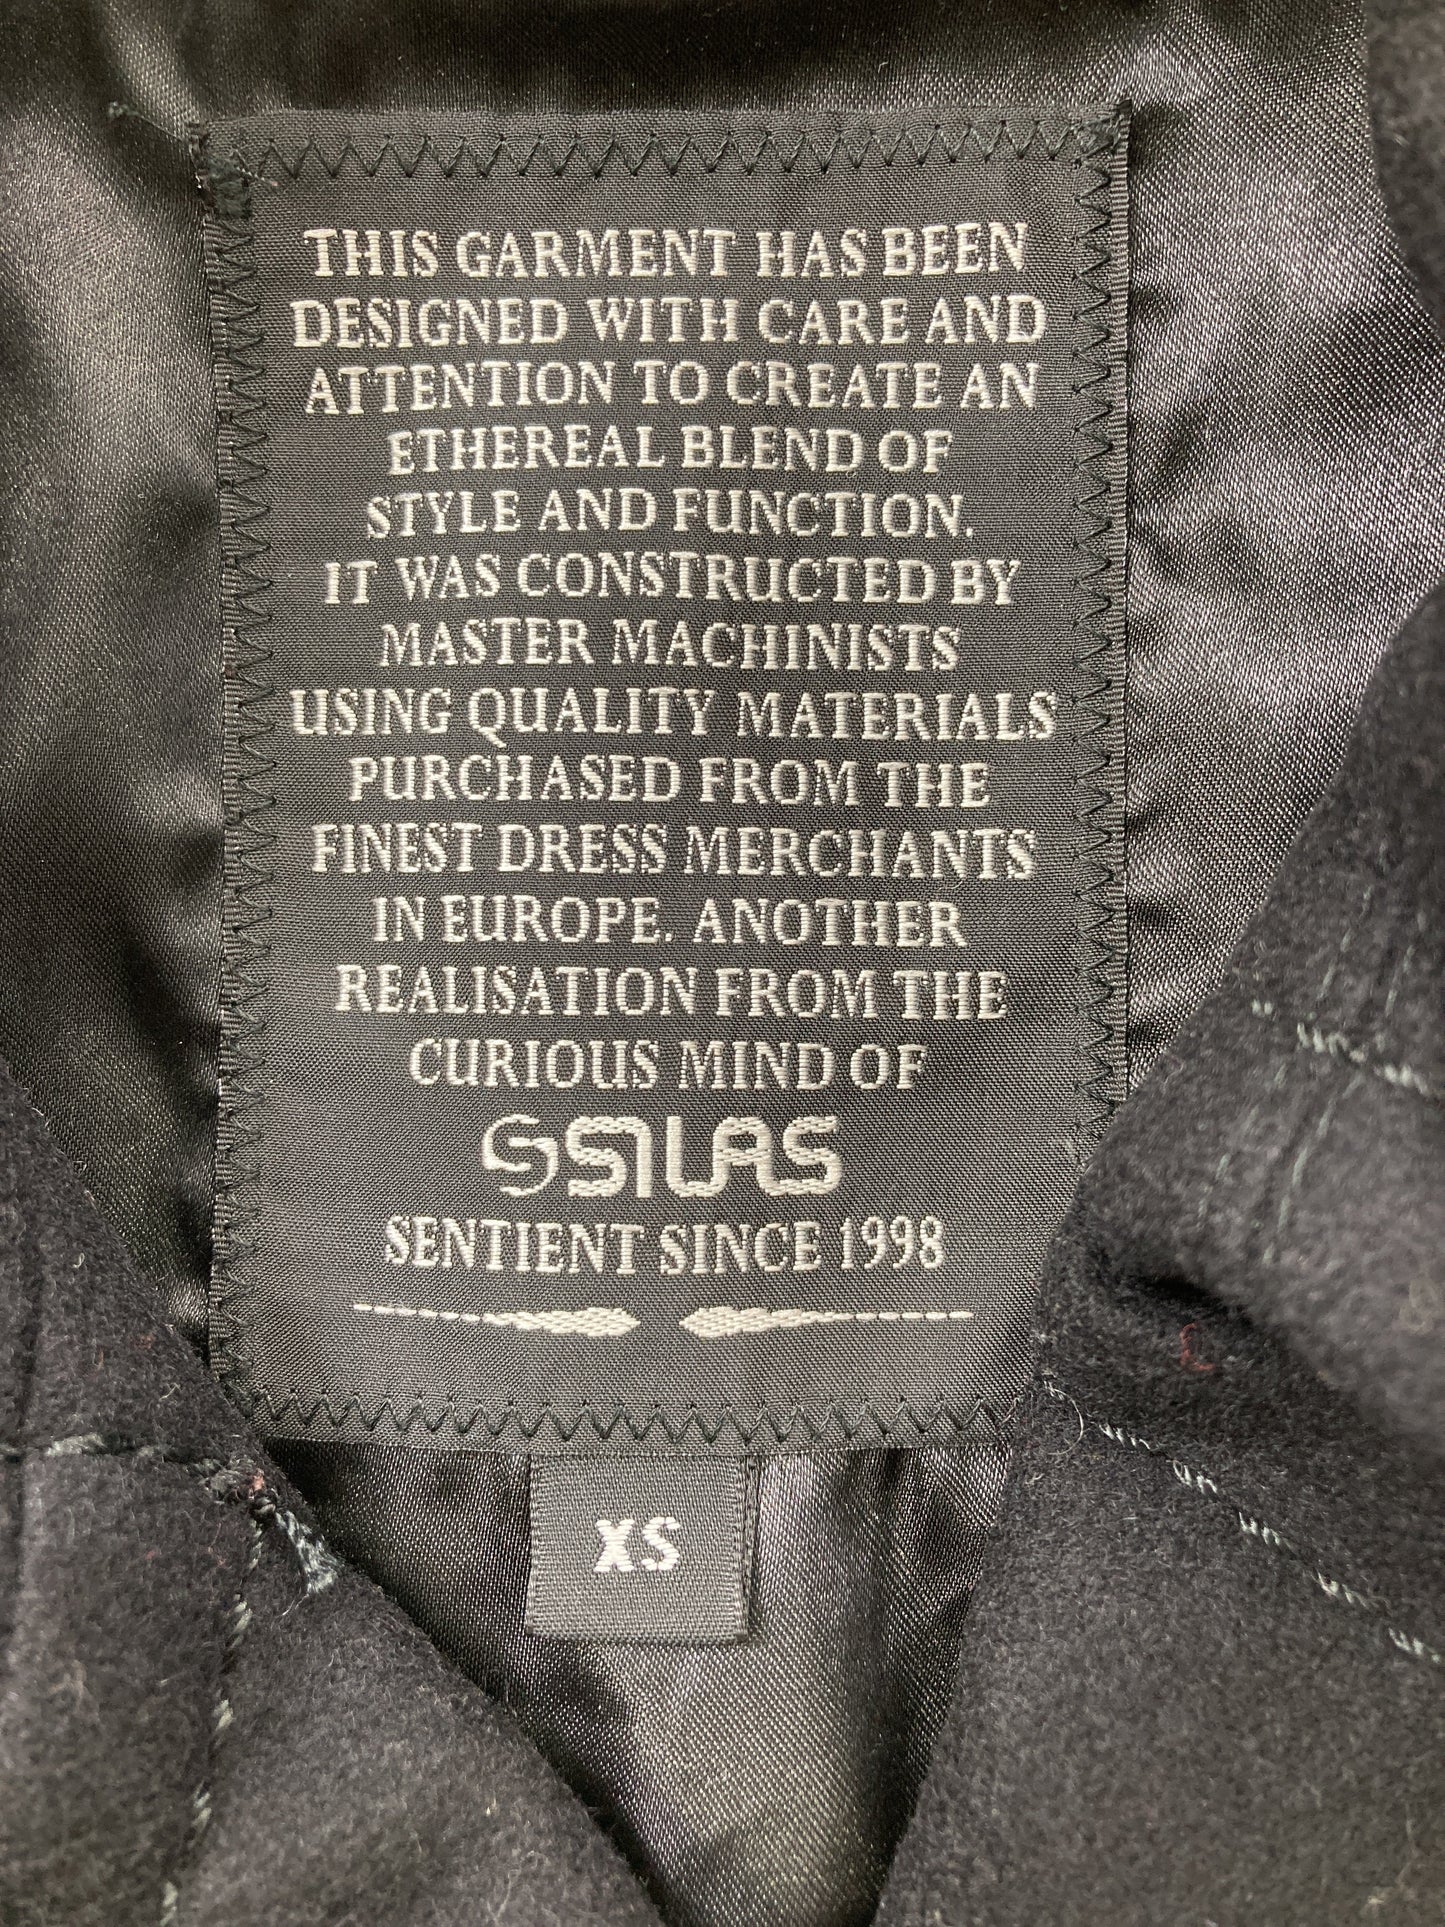 THIS GARMENT HAS BEEN
DESIGNED WITH CARE AND
ATTENTION TO CREATE AN
ETHEREAL BLEND OF
STYLE AND FUNCTION.
IT WAS CONSTRUCTED BY
MASTER MACHINISTS
USING QUALITY MATERIALS
PURCHASED FROM THE
FINEST DRESS MERCHANTS
IN EUROPE. ANOTHER
REALISATION FROM THE
CURIOUS MIND OF
SILAS
SENTIENT SINCE 1998
XS